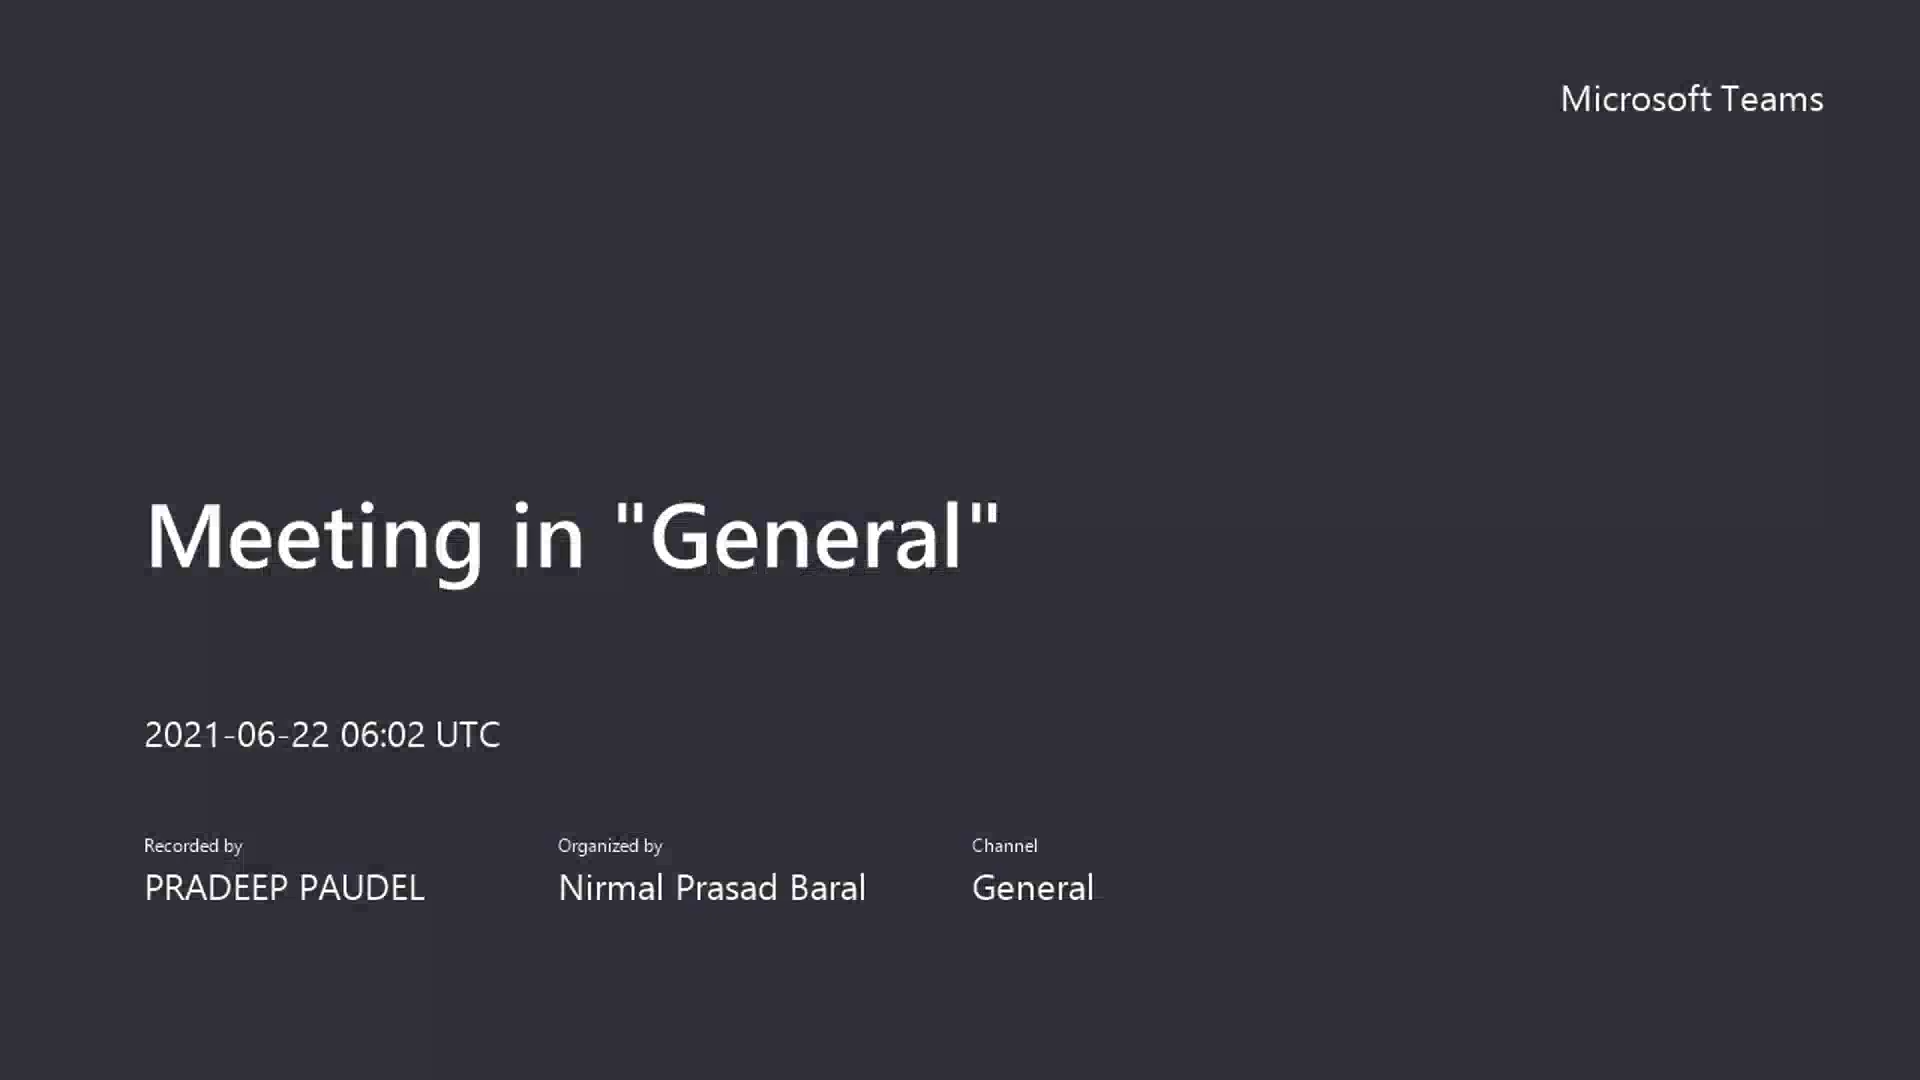 Microsoft Teams
Meeting in "General"
2021-06-22 06:02 UTC
Recorded by
PRADEEP PAUDEL
Organized by
Nirmal Prasad Baral
Channel
General